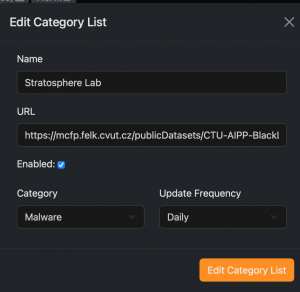 Edit Category List
Name
Stratosphere Lab
URL
https://mcfp.felk.cvut.cz/publicDatasets/CTU-AIPP-Blackl
Enabled:
Category
Update Frequency
Malware
Daily
Edit Category List